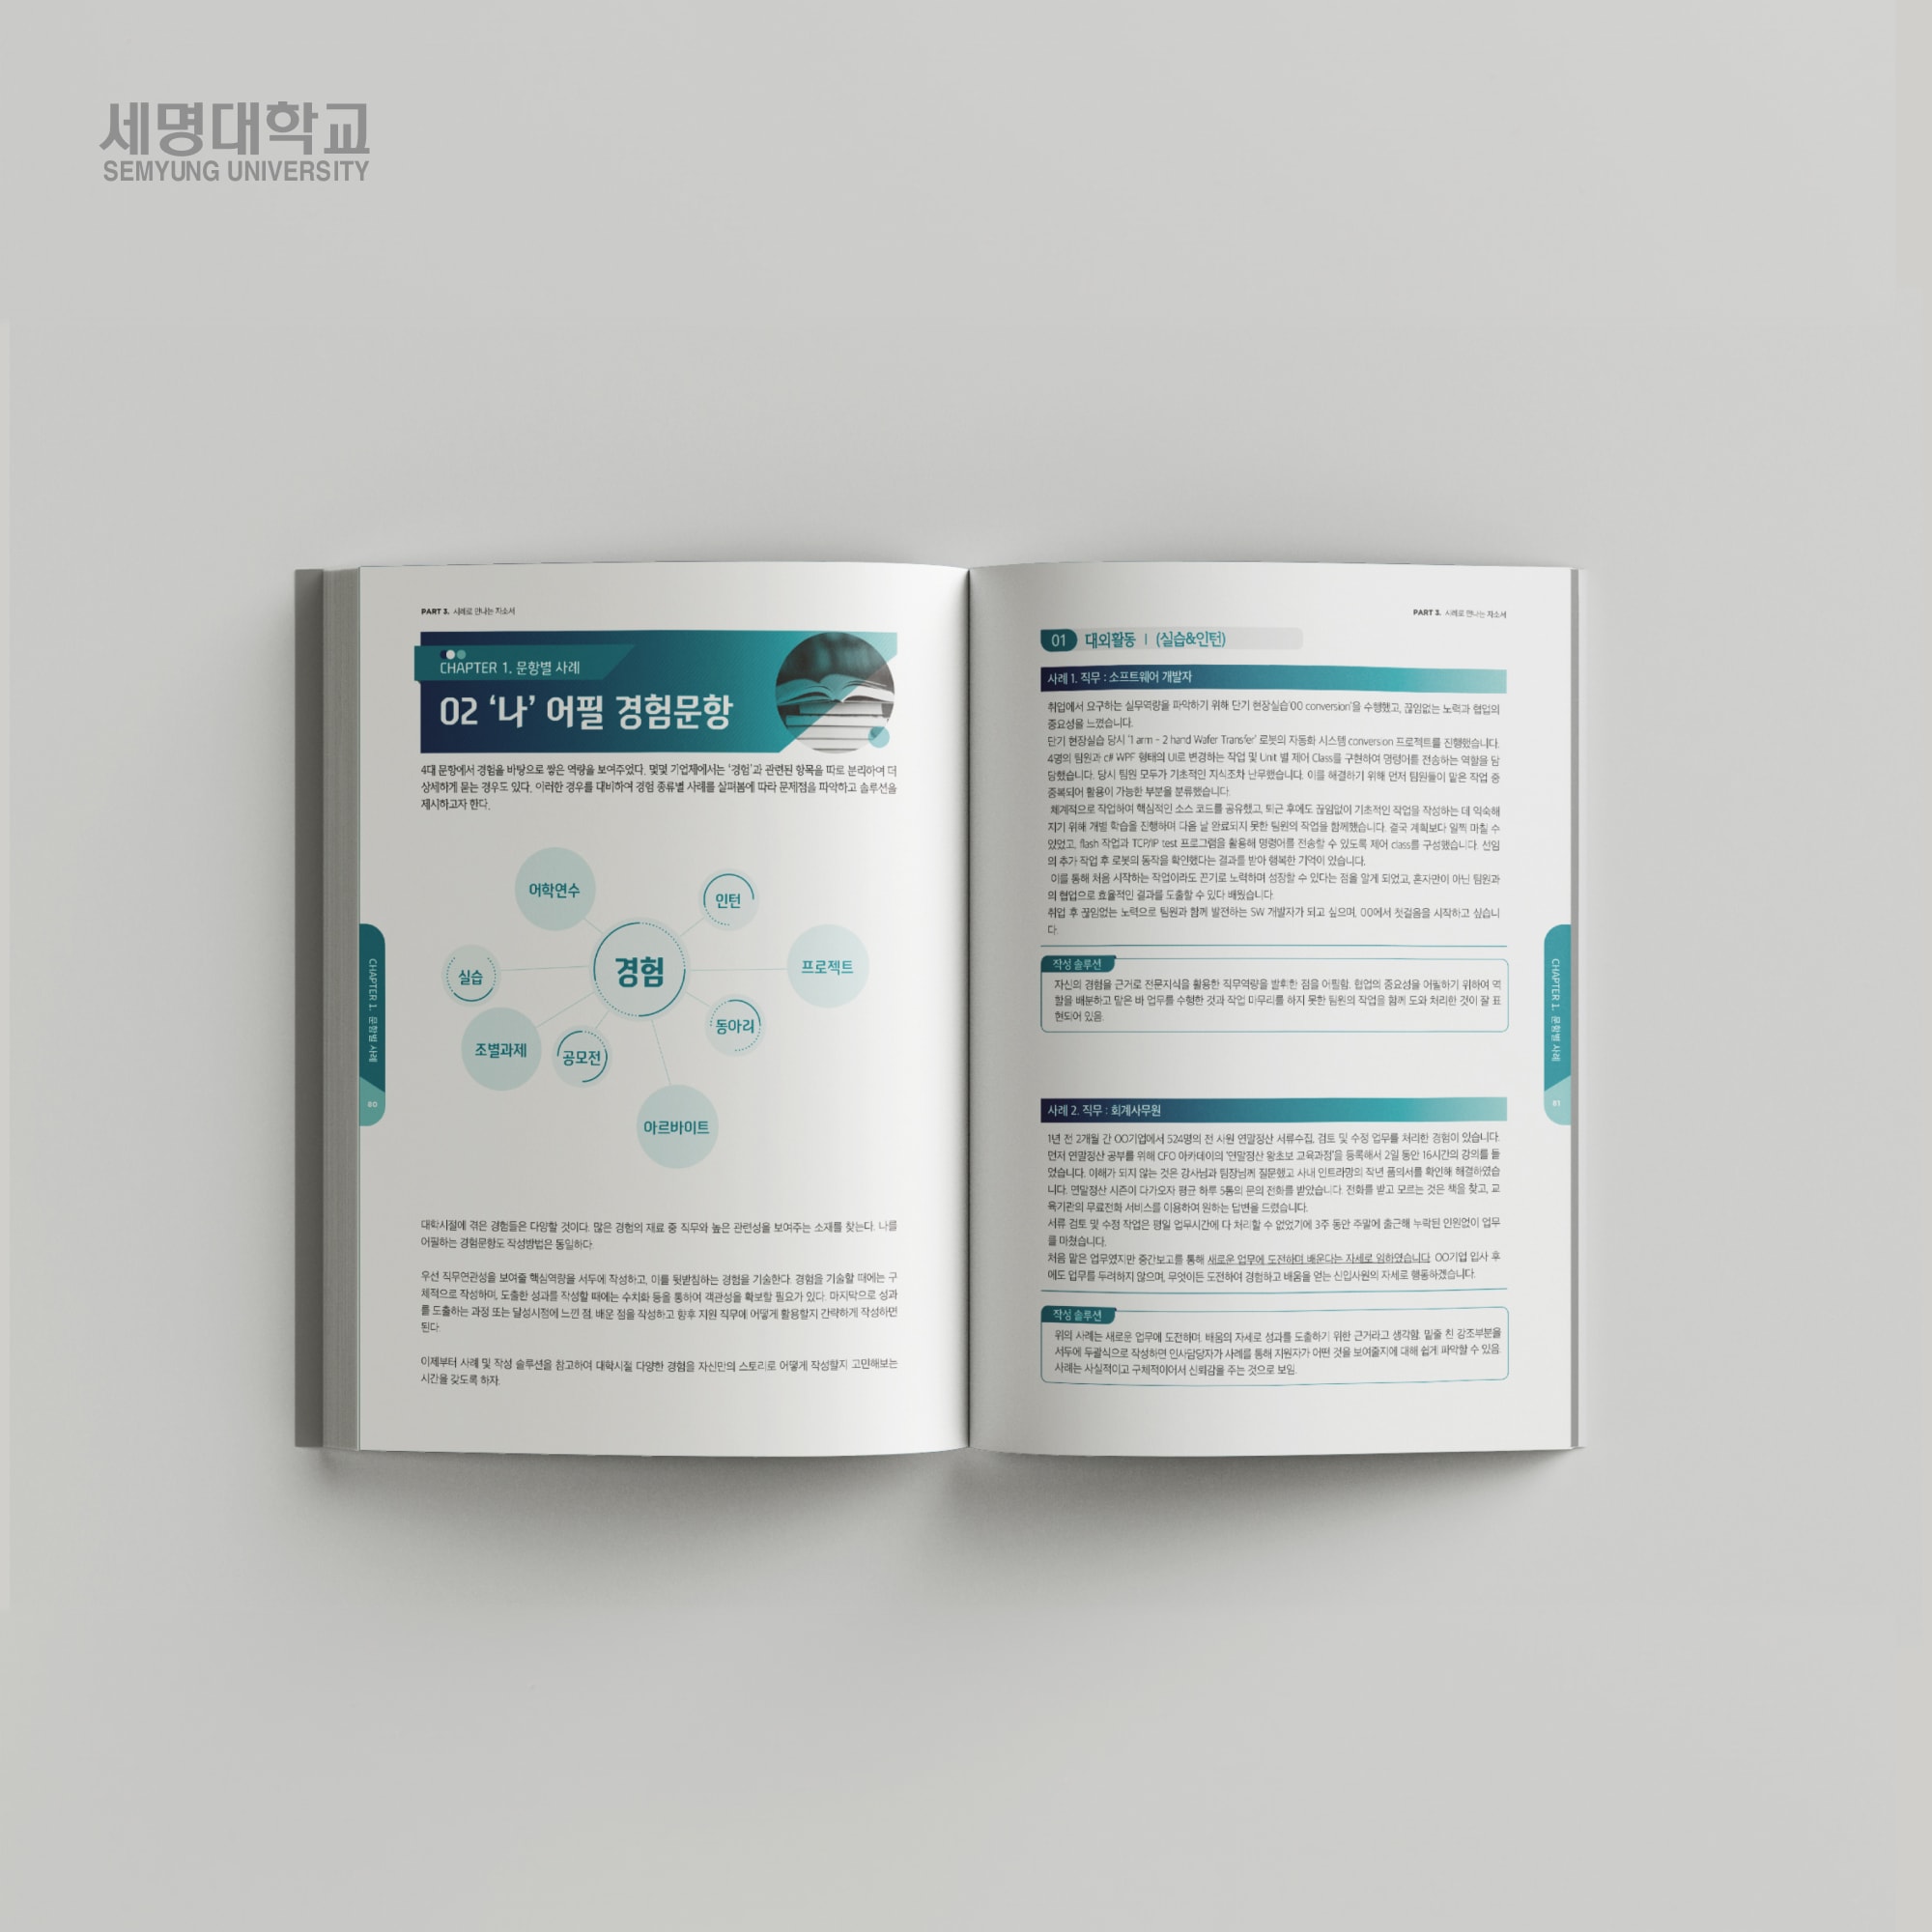 세명대학교
SEMYUNG UNIVERSITY
PART 3. 사례로 만나는 자소서
CHAPTER 1. 문항별 사례
02 ‘나’ 어필 경험문항
4대 문항에서 경험을 바탕으로 쌓은 역량을 보여주었다. 몇몇 기업체에서는 ‘경험’과 관련된 항목을 따로 분리하여 더
상세하게 묻는 경우도 있다. 이러한 경우를 대비하여 경험 종류별 사례를 살펴봄에 따라 문제점을 파악하고 솔루션을
제시하고자 한다.
어학연수
인턴
경험
프로젝트
실습
동아리
조별과제
공모전
아르바이트
대학시절에 겪은 경험들은 다양할 것이다. 많은 경험의 재료 중 직무와 높은 관련성을 보여주는 소재를 찾는다. 나를
어필하는 경험문항도 작성방법은 동일하다.
우선 직무연관성을 보여줄 핵심역량을 서두에 작성하고, 이를 뒷받침하는 경험을 기술한다. 경험을 기술할 때에는 구
체적으로 작성하며, 도출한 성과를 작성할 때에는 수치화 등을 통하여 객관성을 확보할 필요가 있다. 마지막으로 성과
를 도출하는 과정 또는 달성시점에 느낀 점, 배운 점을 작성하고 향후 지원 직무에 어떻게 활용할지 간략하게 작성하면
된다.
이제부터 사례 및 작성 솔루션을 참고하여 대학시절 다양한 경험을 자신만의 스토리로 어떻게 작성할지 고민해보는
시간을 갖도록 하자.
CHAPTER 1. 문항별 사례
80
PART 3. 사례로 만나는 자소서
01 대외활동 | (실습&인턴)
사례 1. 직무 : 소프트웨어 개발자
취업에서 요구하는 실무역량을 파악하기 위해 단기 현장실습‘00 conversion’을 수행했고, 끊임없는 노력과 협업의
중요성을 느꼈습니다.
단기 현장실습 당시 ‘1 arm - 2 hand Wafer Transfer’ 로봇의 자동화 시스템 conversion 프로젝트를 진행했습니다.
4명의 팀원과 c# WPF 형태의 UI로 변경하는 작업 및 Unit 별 제어 Class를 구현하여 명령어를 전송하는 역할을 담
당했습니다. 당시 팀원 모두가 기초적인 지식조차 난무했습니다. 이를 해결하기 위해 먼저 팀원들이 맡은 작업 중
중복되어 활용이 가능한 부분을 분류했습니다.
체계적으로 작업하여 핵심적인 소스 코드를 공유했고, 퇴근 후에도 끊임없이 기초적인 작업을 작성하는 데 익숙해
지기 위해 개별 학습을 진행하며 다음 날 완료되지 못한 팀원의 작업을 함께했습니다. 결국 계획보다 일찍 마칠 수
있었고, flash 작업과 TCP/IP test 프로그램을 활용해 명령어를 전송할 수 있도록 제어 class를 구성했습니다. 선임
의 추가 작업 후 로봇의 동작을 확인했다는 결과를 받아 행복한 기억이 있습니다.
이를 통해 처음 시작하는 작업이라도 끈기로 노력하며 성장할 수 있다는 점을 알게 되었고, 혼자만이 아닌 팀원과
의 협업으로 효율적인 결과를 도출할 수 있다 배웠습니다.
취업 후 끊임없는 노력으로 팀원과 함께 발전하는 SW 개발자가 되고 싶으며, 00에서 첫걸음을 시작하고 싶습니
다.
작성 솔루션
자신의 경험을 근거로 전문지식을 활용한 직무역량을 발휘한 점을 어필함. 협업의 중요성을 어필하기 위하여 역
할을 배분하고 맡은 바 업무를 수행한 것과 작업 마무리를 하지 못한 팀원의 작업을 함께 도와 처리한 것이 잘 표
현되어 있음.
사례 2. 직무 : 회계사무원
1년 전 2개월 간 OO기업에서 524명의 전 사원 연말정산 서류수집, 검토 및 수정 업무를 처리한 경험이 있습니다.
먼저 연말정산 공부를 위해 CFO 아카데미의 ‘연말정산 왕초보 교육과정’을 등록해서 2일 동안 16시간의 강의를 들
었습니다. 이해가 되지 않는 것은 강사님과 팀장님께 질문했고 사내 인트라망의 작년 품의서를 확인해 해결하였습
니다. 연말정산 시즌이 다가오자 평균 하루 5통의 문의 전화를 받았습니다. 전화를 받고 모르는 것은 책을 찾고, 교
육기관의 무료전화 서비스를 이용하여 원하는 답변을 드렸습니다.
서류 검토 및 수정 작업은 평일 업무시간에 다 처리할 수 없었기에 3주 동안 주말에 출근해 누락된 인원없이 업무
를 마쳤습니다.
처음 맡은 업무였지만 중간보고를 통해 새로운 업무에 도전하며 배운다는 자세로 임하였습니다. OO기업 입사 후
에도 업무를 두려하지 않으며, 무엇이든 도전하여 경험하고 배움을 얻는 신입사원의 자세로 행동하겠습니다.
작성 솔루션
위의 사례는 새로운 업무에 도전하며, 배움의 자세로 성과를 도출하기 위한 근거라고 생각함. 밑줄 친 강조부분을
서두에 두괄식으로 작성하면 인사담당자가 사례를 통해 지원자가 어떤 것을 보여줄지에 대해 쉽게 파악할 수 있음.
사례는 사실적이고 구체적이어서 신뢰감을 주는 것으로 보임.
CHAPTER 1. 문항별 사례
81